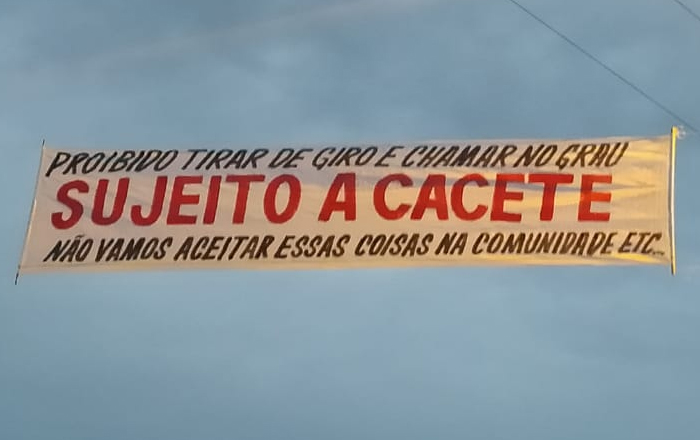 PROIBIDO TIRAR DE GIRO E CHAMAR NO GRAU
SUJEITO A CACETE
NÃO VAMOS ACEITAR ESSAS COISAS NA COMUNIDADE ETC...